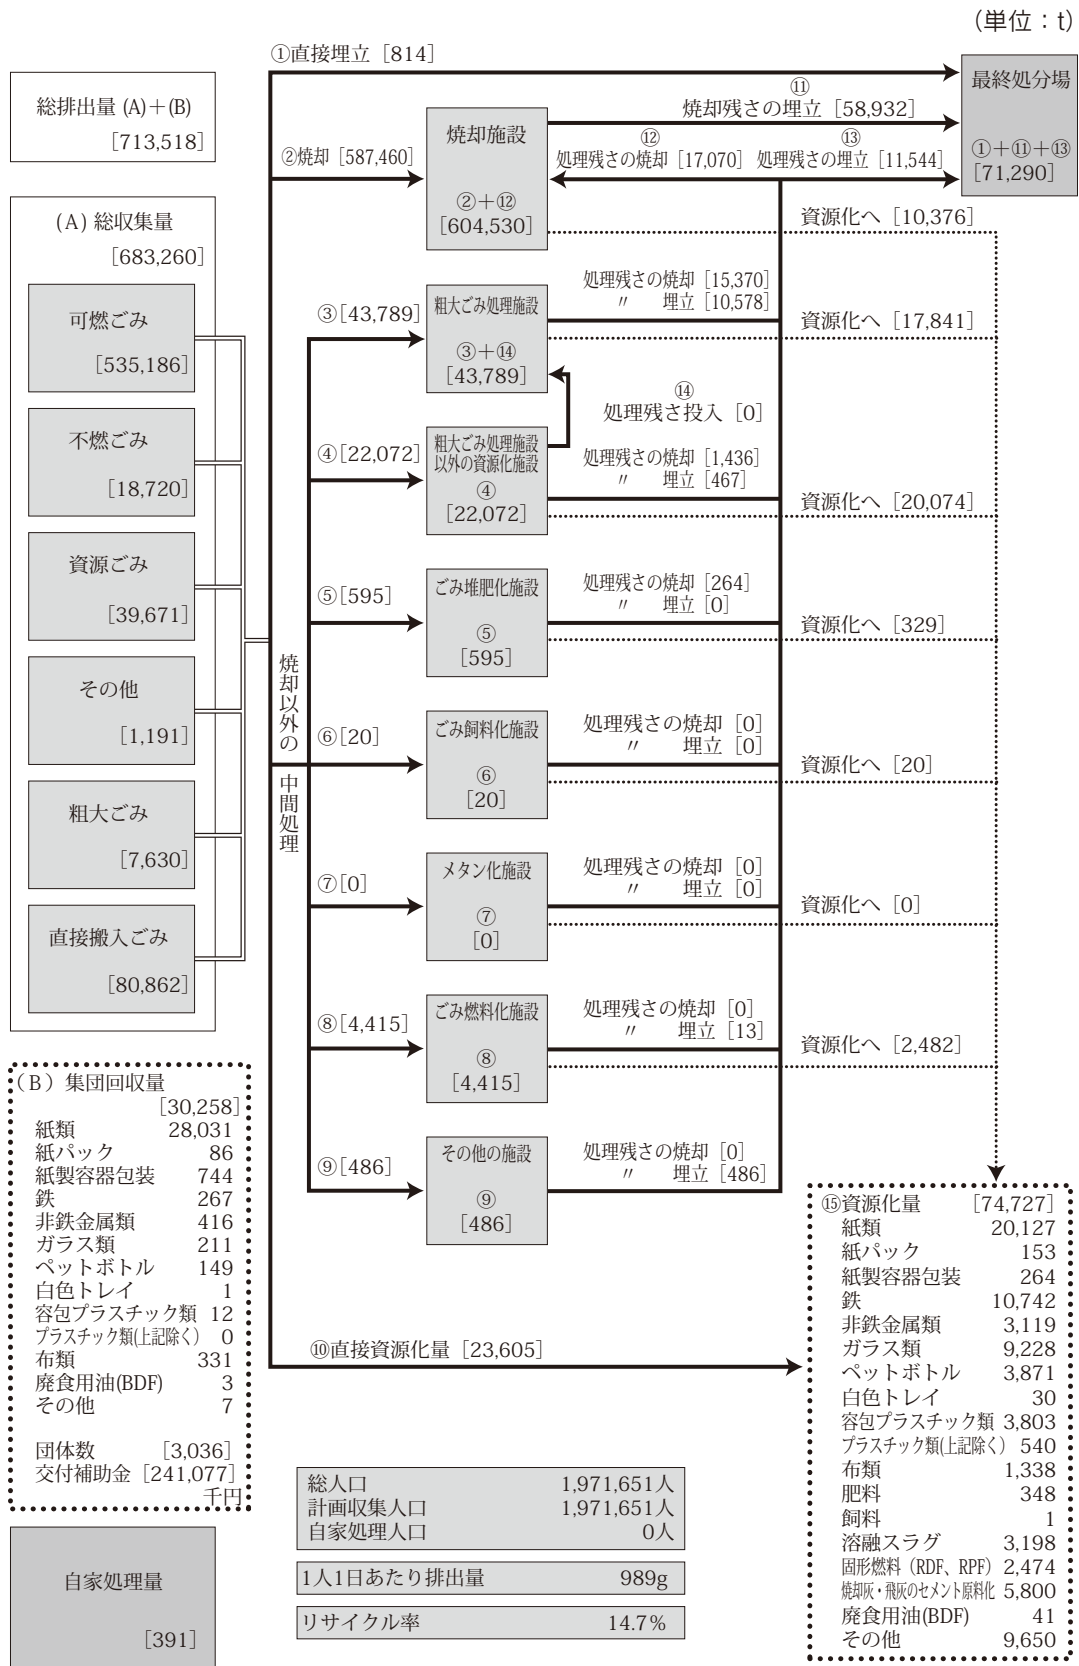 （単位：t）
①直接埋立［814］
総排出量 (A)＋(B)
［713,518］
最終処分場
①＋⑪＋⑬
［71,290］
⑪
焼却残さの埋立［58,932］
焼却施設
②＋⑫
［604,530］
②焼却［587,460］
⑫
処理残さの焼却［17,070］
⑬
処理残さの埋立［11,544］
資源化へ［10,376］
(A) 総収集量
［683,260］
可燃ごみ
［535,186］
不燃ごみ
［18,720］
資源ごみ
［39,671］
その他
［1,191］
粗大ごみ
［7,630］
直接搬入ごみ
［80,862］
焼却以外の
中間処理
③［43,789］
粗大ごみ処理施設
③＋⑭
［43,789］
処理残さの焼却［15,370］
〃　埋立［10,578］
資源化へ［17,841］
⑭
処理残さ投入［0］
④［22,072］
粗大ごみ処理施設
以外の資源化施設
④
［22,072］
処理残さの焼却［1,436］
〃　埋立［467］
資源化へ［20,074］
⑤［595］
ごみ堆肥化施設
⑤
［595］
処理残さの焼却［264］
〃　埋立［0］
資源化へ［329］
⑥［20］
ごみ飼料化施設
⑥
［20］
処理残さの焼却［0］
〃　埋立［0］
資源化へ［20］
⑦［0］
メタン化施設
⑦
［0］
処理残さの焼却［0］
〃　埋立［0］
資源化へ［0］
⑧［4,415］
ごみ燃料化施設
⑧
［4,415］
処理残さの焼却［0］
〃　埋立［13］
資源化へ［2,482］
⑨［486］
その他の施設
⑨
［486］
処理残さの焼却［0］
〃　埋立［486］
⑩直接資源化量［23,605］
（B）集団回収量
［30,258］
紙類 28,031
紙パック 86
紙製容器包装 744
鉄 267
非鉄金属類 416
ガラス類 211
ペットボトル 149
白色トレイ 1
容包プラスチック類 12
プラスチック類(上記除く) 0
布類 331
廃食用油(BDF) 3
その他 7
団体数 ［3,036］
交付補助金［241,077］
千円
自家処理量
［391］
総人口 1,971,651人
計画収集人口 1,971,651人
自家処理人口 0人
1人1日あたり排出量 989g
リサイクル率 14.7%
⑮資源化量 ［74,727］
紙類 20,127
紙パック 153
紙製容器包装 264
鉄 10,742
非鉄金属類 3,119
ガラス類 9,228
ペットボトル 3,871
白色トレイ 30
容包プラスチック類 3,803
プラスチック類(上記除く) 540
布類 1,338
肥料 348
飼料 1
溶融スラグ 3,198
固形燃料（RDF、RPF） 2,474
焼却灰・飛灰のセメント原料化 5,800
廃食用油(BDF) 41
その他 9,650